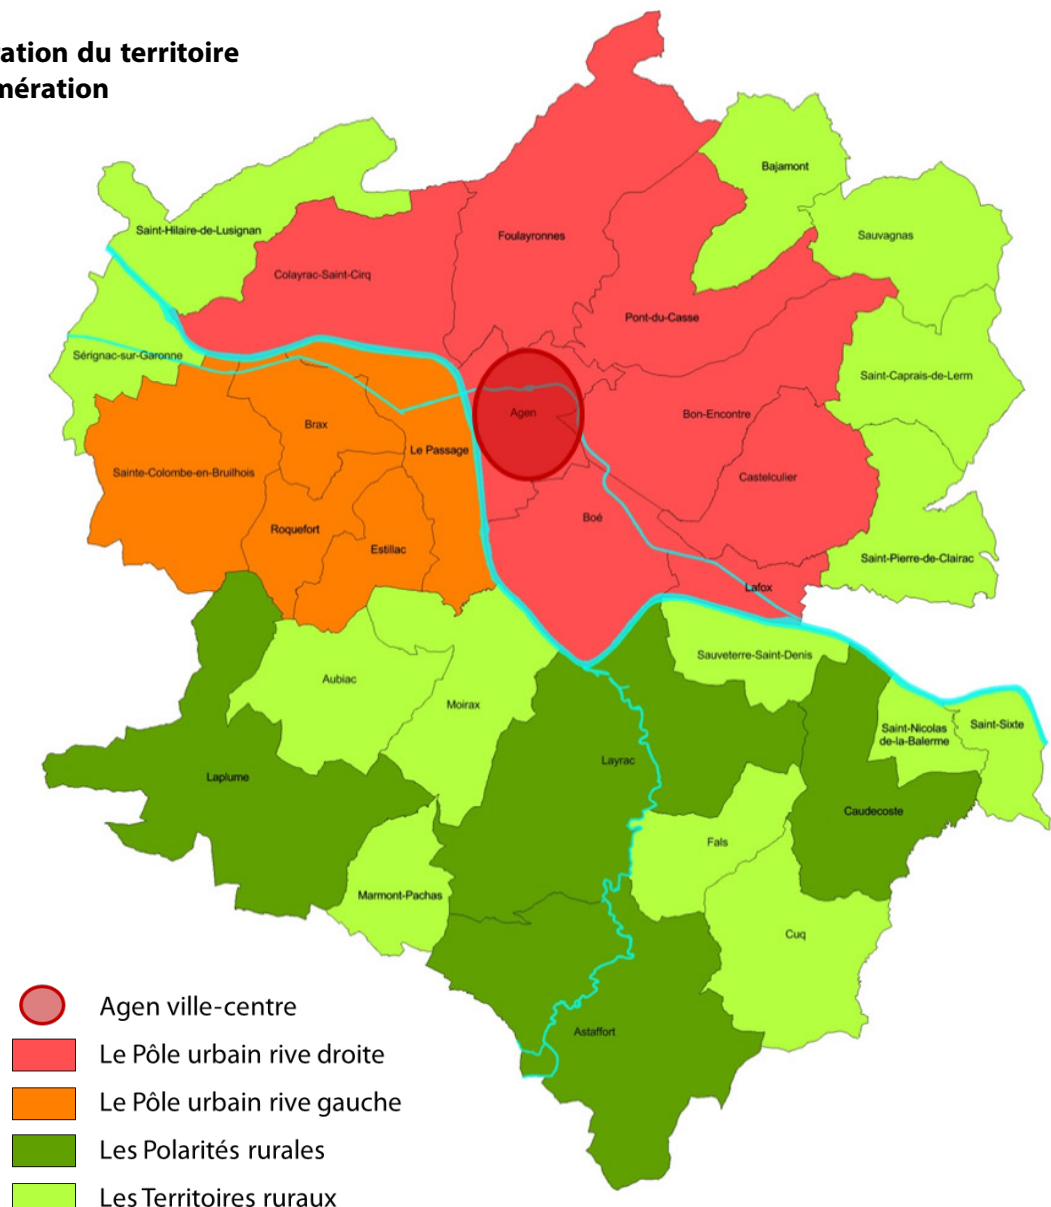 ation du territoire
mération
Bajamont
Saint-Hilaire-de-Lusignan
Foulayronnes
Sauvagnas
Colayrac-Saint-Cirq
Pont-du-Casse
Sérignac-sur-Garonne
Saint-Caprais-de-Lerm
Agen
Bon-Encontre
Brax
Le Passage
Sainte-Colombe-en-Bruilhois
Castelculier
Boé
Roquefort
Estillac
Saint-Pierre-de-Clairac
Lafox
Sauveterre-Saint-Denis
Aubiac
Moirax
Saint-Nicolas
de-la-Balerme
Saint-Sixte
Layrac
Laplume
Caudecoste
Fals
Marmont-Pachas
Cuq
Astaffort
Agen ville-centre
Le Pôle urbain rive droite
Le Pôle urbain rive gauche
Les Polarités rurales
Les Territoires ruraux